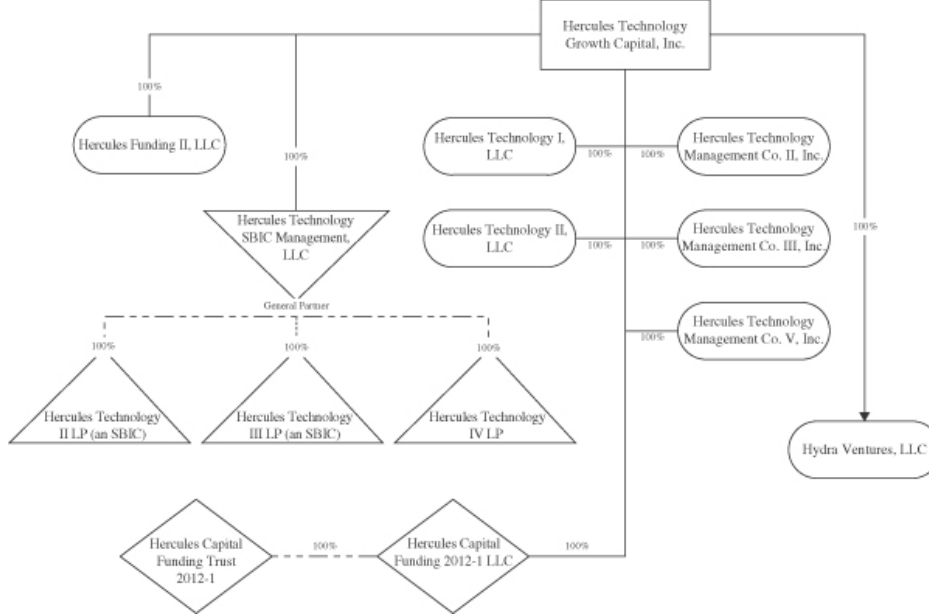 Hercules Technology
Growth Capital, Inc.
100%
Hercules Funding II, LLC
100%
Hercules Technology
SBIC Management,
LLC
General Partner
100%
100%
100%
Hercules Technology
II LP (an SBIC)
Hercules Technology
III LP (an SBIC)
Hercules Technology
IV LP
Hercules Technology I,
LLC
100%
100%
Hercules Technology
Management Co. II, Inc.
Hercules Technology II,
LLC
100%
100%
Hercules Technology
Management Co. III, Inc.
100%
Hercules Technology
Management Co. V, Inc.
100%
Hydra Ventures, LLC
Hercules Capital
Funding Trust
2012-1
100%
Hercules Capital
Funding 2012-1 LLC
100%